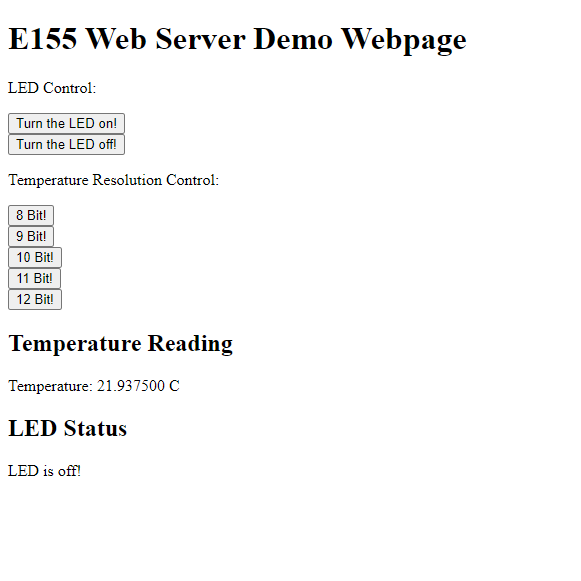 E155 Web Server Demo Webpage
LED Control:
Turn the LED on!
Turn the LED off!
Temperature Resolution Control:
8 Bit!
9 Bit!
10 Bit!
11 Bit!
12 Bit!
Temperature Reading
Temperature: 21.937500 C
LED Status
LED is off!